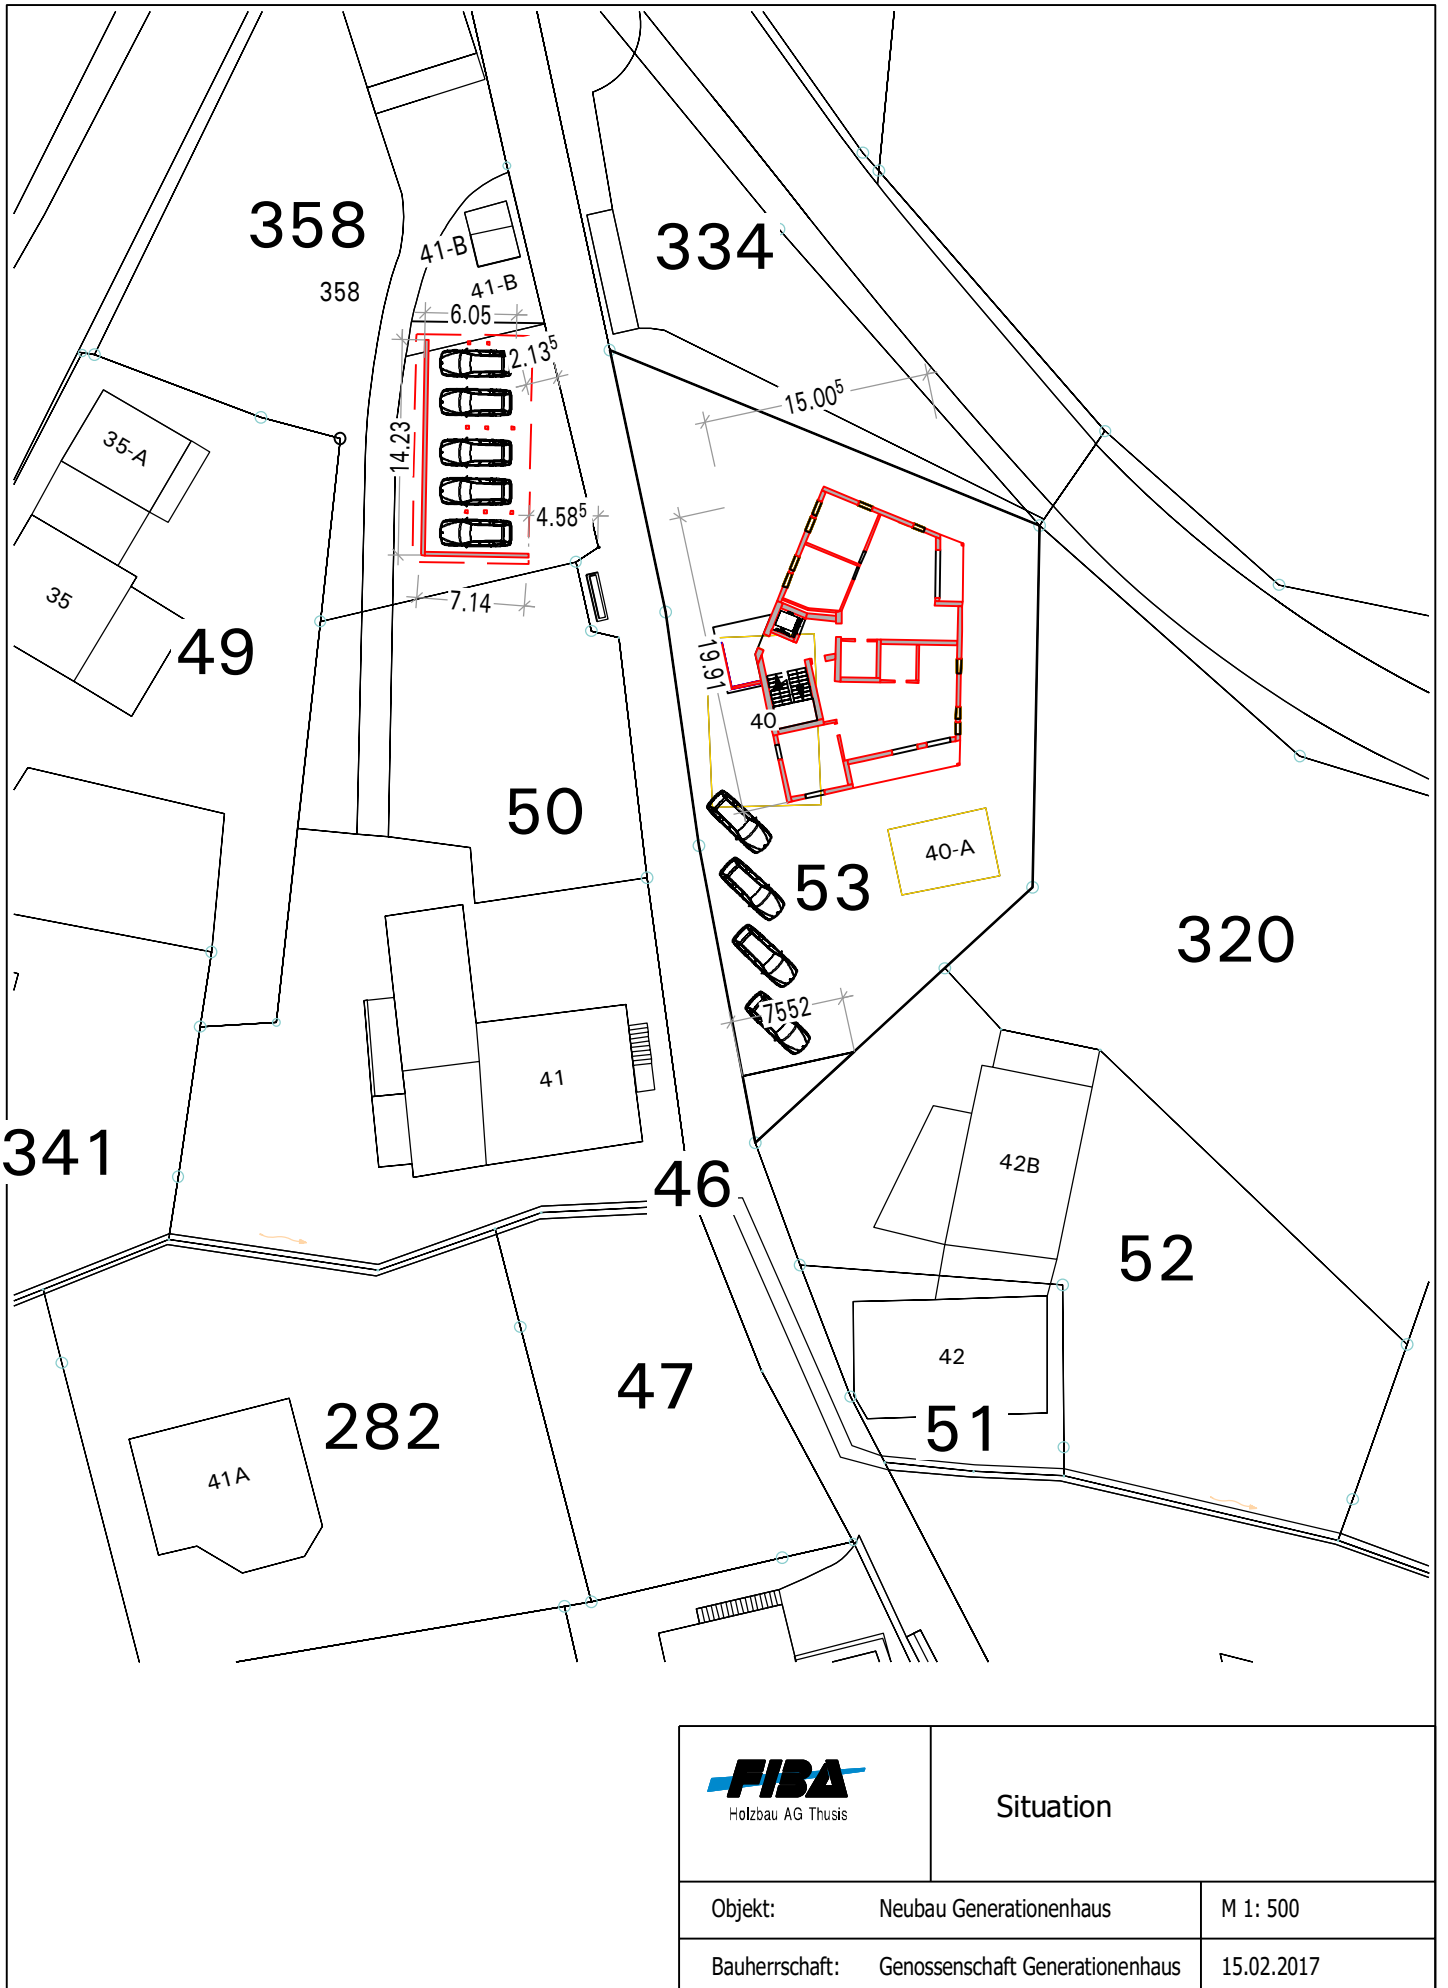 358
334
41-B
358
41-B
6.05
2.13⁵
15.00⁵
14.23
35-A
4.58⁵
35
7.14
49
19.91
40
50
40-A
53
320
7552
41
341
42B
46
52
42
47
282
51
41A
FIBA
Holzbau AG Thusis
Situation
Objekt: Neubau Generationenhaus M 1: 500
Bauherrschaft: Genossenschaft Generationenhaus 15.02.2017